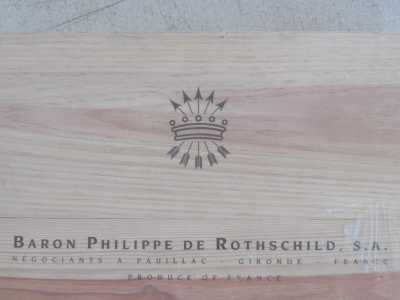 BARON PHILIPPE DE ROTHSCHILD, S.A.
NÉGOCIANTS A PAUILLAC - GIRONDE - FRANCE
PRODUCE OF FRANCE